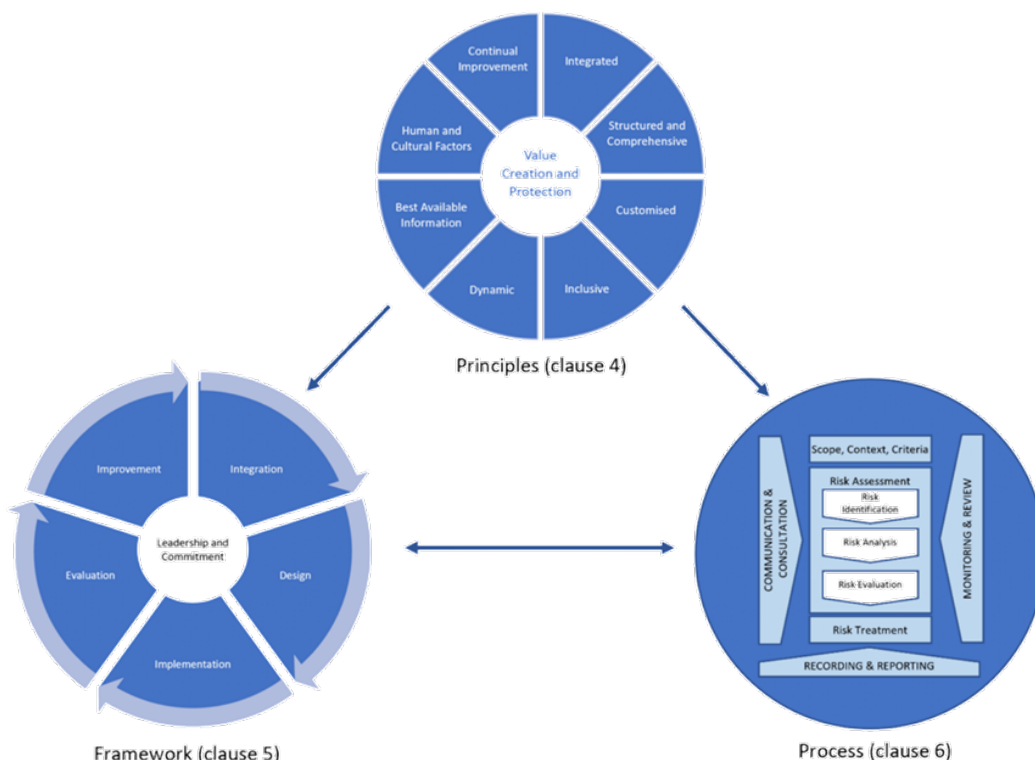 Continual
Improvement
Integrated
Human and
Cultural Factors
Structured and
Comprehensive
Value
Creation and
Protection
Best Available
Information
Customised
Dynamic
Inclusive
Principles (clause 4)
Improvement
Integration
Leadership and
Commitment
Evaluation
Design
Implementation
Framework (clause 5)
Scope, Context, Criteria
Risk Assessment
Risk
Identification
Risk Analysis
Risk Evaluation
Risk Treatment
COMMUNICATION &
CONSULTATION
MONITORING & REVIEW
RECORDING & REPORTING
Process (clause 6)